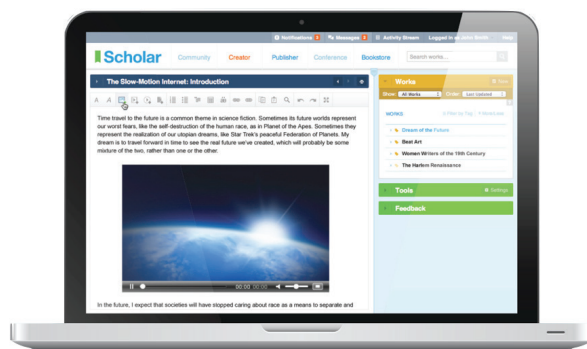 Notifications Messages Activity Stream Logged in as John Smith Help
Scholar Community Creator Publisher Conference Bookstore Search works...
The Slow-Motion Internet: Introduction
Works
Show All Works Order Last Updated
Time travel to the future is a common theme in science fiction. Sometimes its future worlds represent
our worst fears, like the self-destruction of the human race, as in Planet of the Apes. Sometimes they
represent the realization of our utopian dreams, like Star Trek's peaceful Federation of Planets. My
dream is to travel forward in time to see the real future we've created, which will probably be some
mixture of the two, rather than one or the other.
WORKS
Dream of the Future
Beat Art
Women Writers of the 19th Century
The Harlem Renaissance
Tools Settings
Feedback
00:00 00:00
In the future, I expect that societies will have stopped caring about race as a means to separate and